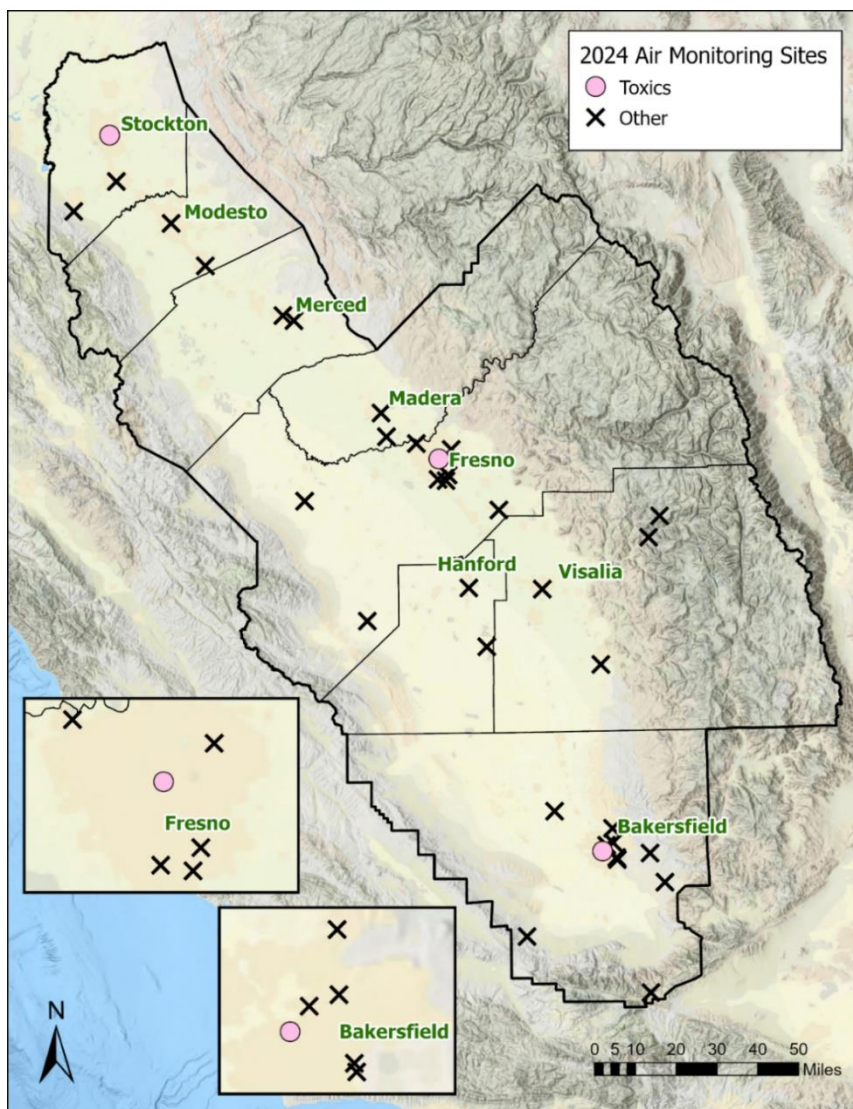 2024 Air Monitoring Sites
Toxics
Other
Stockton
Modesto
Merced
Madera
Fresno
Hanford
Visalia
Bakersfield
Fresno
Bakersfield
N
0 5 10 20 30 40 50
Miles